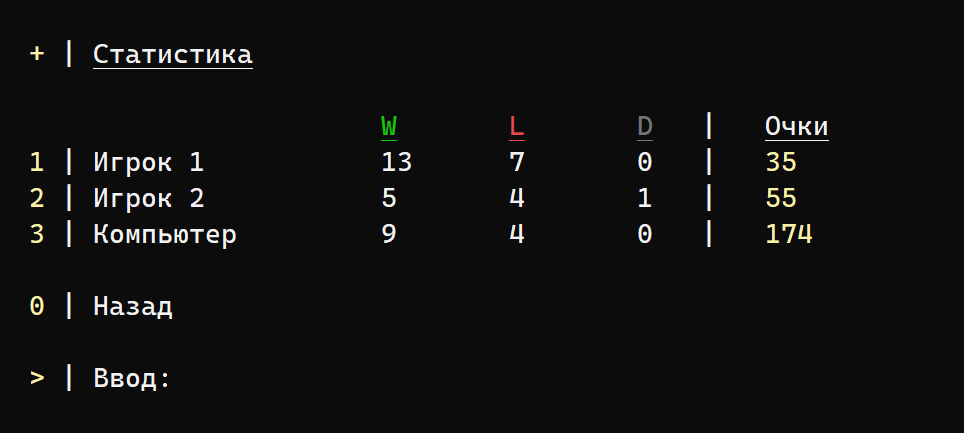 + | Статистика
W L D | Очки
1 | Игрок 1 13 7 0 | 35
2 | Игрок 2 5 4 1 | 55
3 | Компьютер 9 4 0 | 174
0 | Назад
> | Ввод: